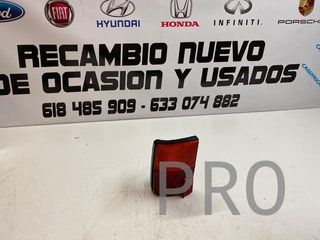 Ford FIAT HYUNDAI HONDA INFINITI. PORSCHE
RECAMBIO NUEVO
DE OCASION Y USADOS
618 485 909 - 633 074 882
PRO